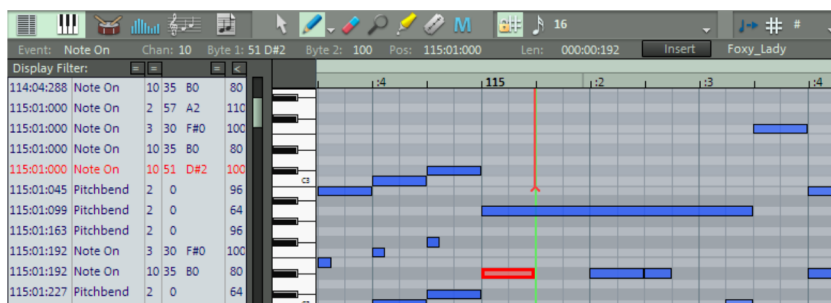 M 16 #
Event: Note On Chan: 10 Byte 1: 51 D#2 Byte 2: 100 Pos: 115:01:000 Len: 000:00:192 Insert Foxy_Lady
Display Filter: = = = <
:4 115 :2 :3 :4
114:04:288 Note On 10 35 B0 80
115:01:000 Note On 2 57 A2 110
115:01:000 Note On 3 30 F#0 100
115:01:000 Note On 10 35 B0 80
115:01:000 Note On 10 51 D#2 100
C3
115:01:045 Pitchbend 2 0 96
115:01:099 Pitchbend 2 0 64
115:01:163 Pitchbend 2 0 96
115:01:192 Note On 3 30 F#0 100
115:01:192 Note On 10 35 B0 80
115:01:227 Pitchbend 2 0 64